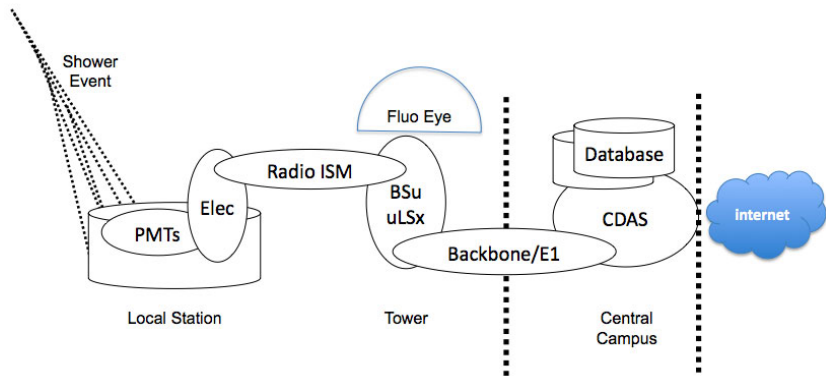 Shower
Event
Fluo Eye
Database
Radio ISM
BSu
uLSx
Elec
PMTs
CDAS
internet
Backbone/E1
Local Station
Tower
Central
Campus